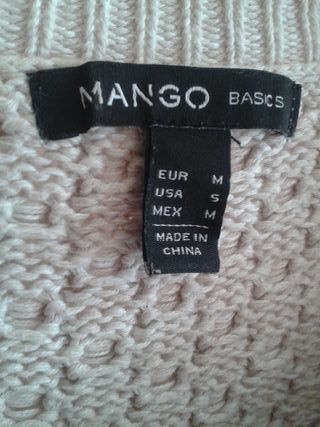 MANGO BASICS
EUR M
USA S
MEX M
MADE IN
CHINA